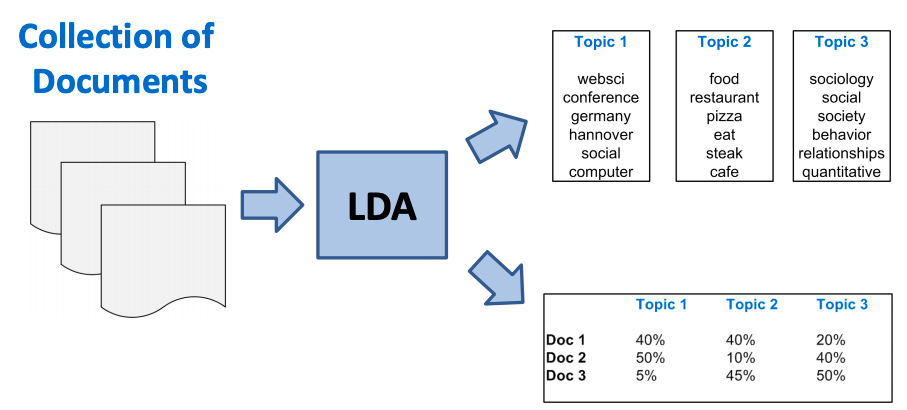 Collection of
Documents
LDA
Topic 1
websci
conference
germany
hannover
social
computer
Topic 2
food
restaurant
pizza
eat
steak
cafe
Topic 3
sociology
social
society
behavior
relationships
quantitative
Topic 1 Topic 2 Topic 3
Doc 1 40% 40% 20%
Doc 2 50% 10% 40%
Doc 3 5% 45% 50%